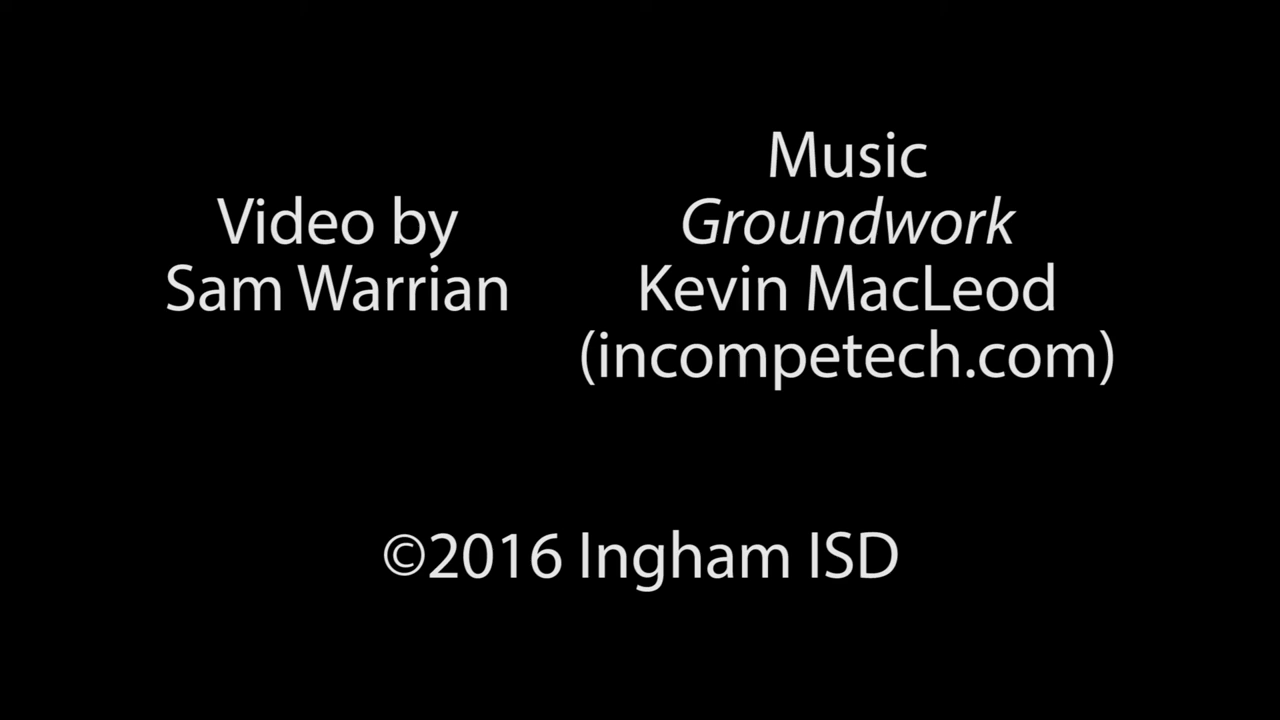 Video by
Sam Warrian
Music
Groundwork
Kevin MacLeod
(incompetech.com)
©2016 Ingham ISD